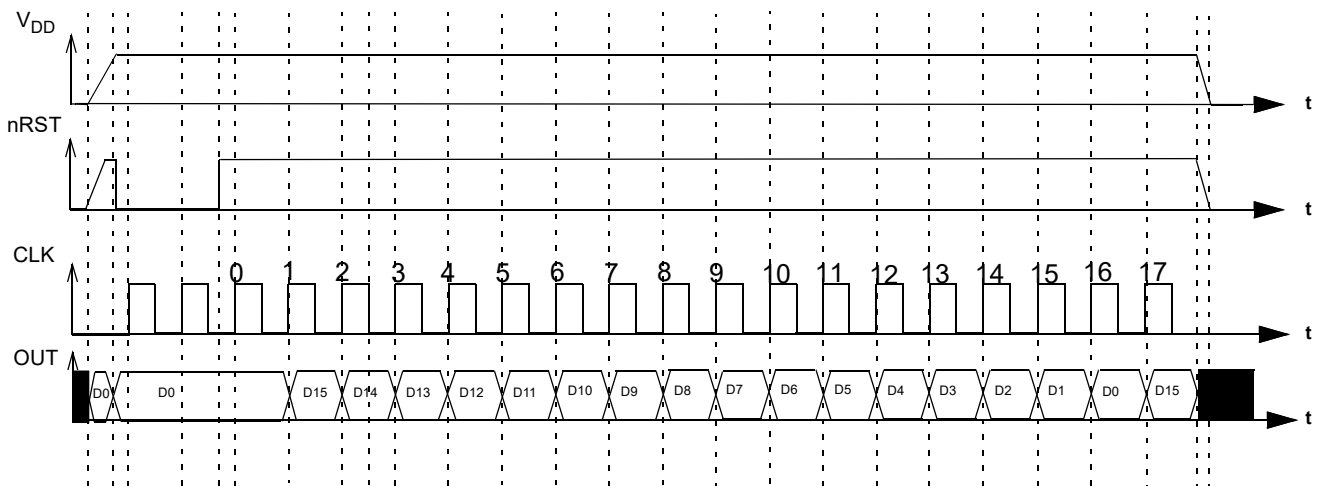 VDD
t
nRST
t
CLK
0 1 2 3 4 5 6 7 8 9 10 11 12 13 14 15 16 17
t
OUT
D0 D0 D15 D14 D13 D12 D11 D10 D9 D8 D7 D6 D5 D4 D3 D2 D1 D0 D15
t